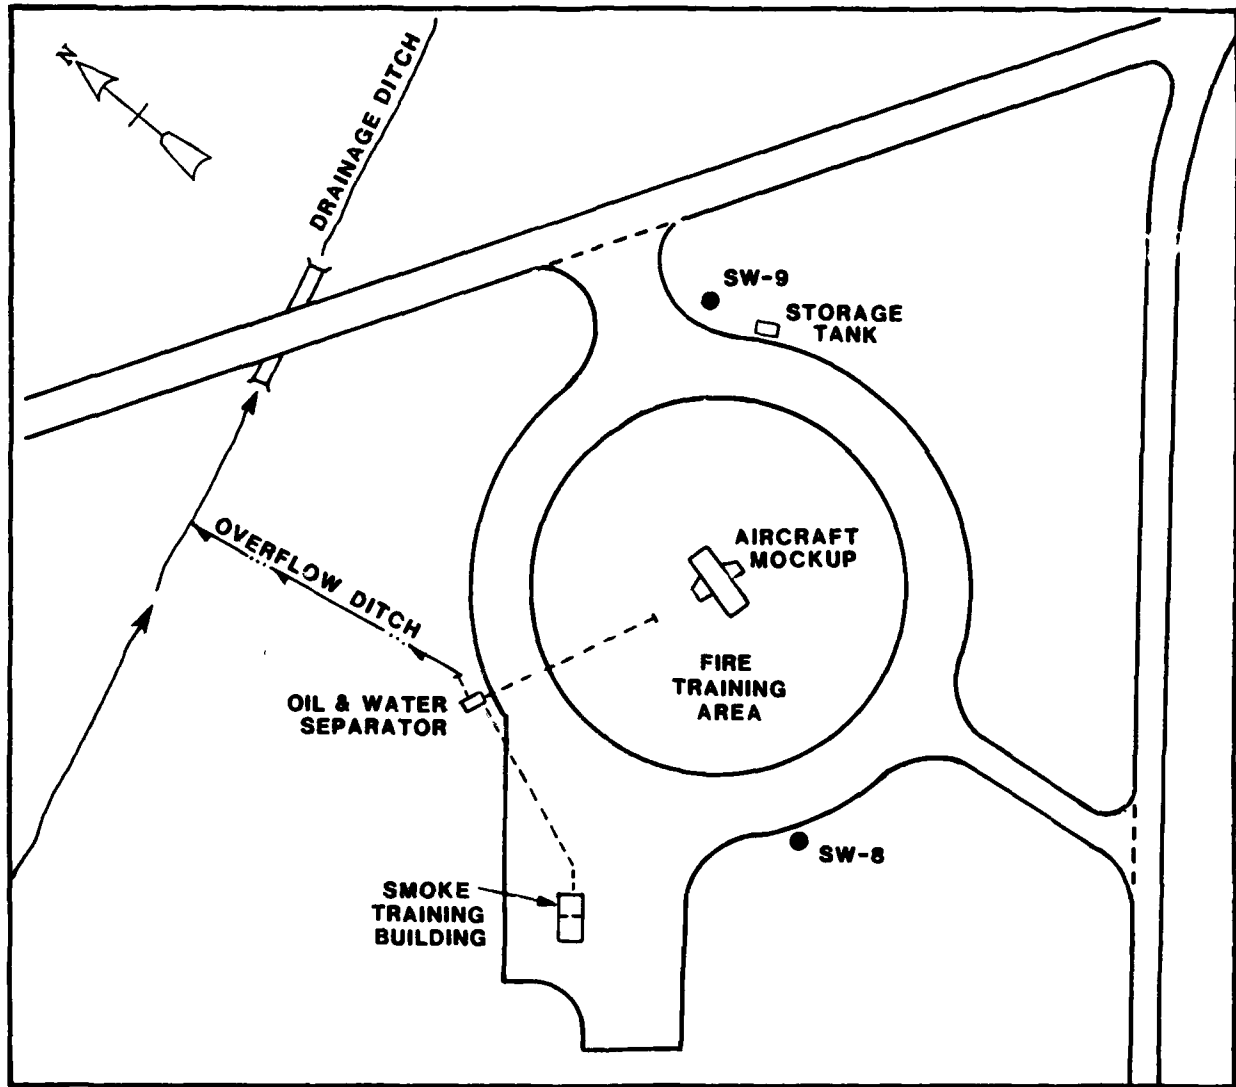 N
DRAINAGE DITCH
SW-9
STORAGE
TANK
AIRCRAFT
MOCKUP
OVERFLOW DITCH
FIRE
TRAINING
AREA
OIL & WATER
SEPARATOR
SW-8
SMOKE
TRAINING
BUILDING